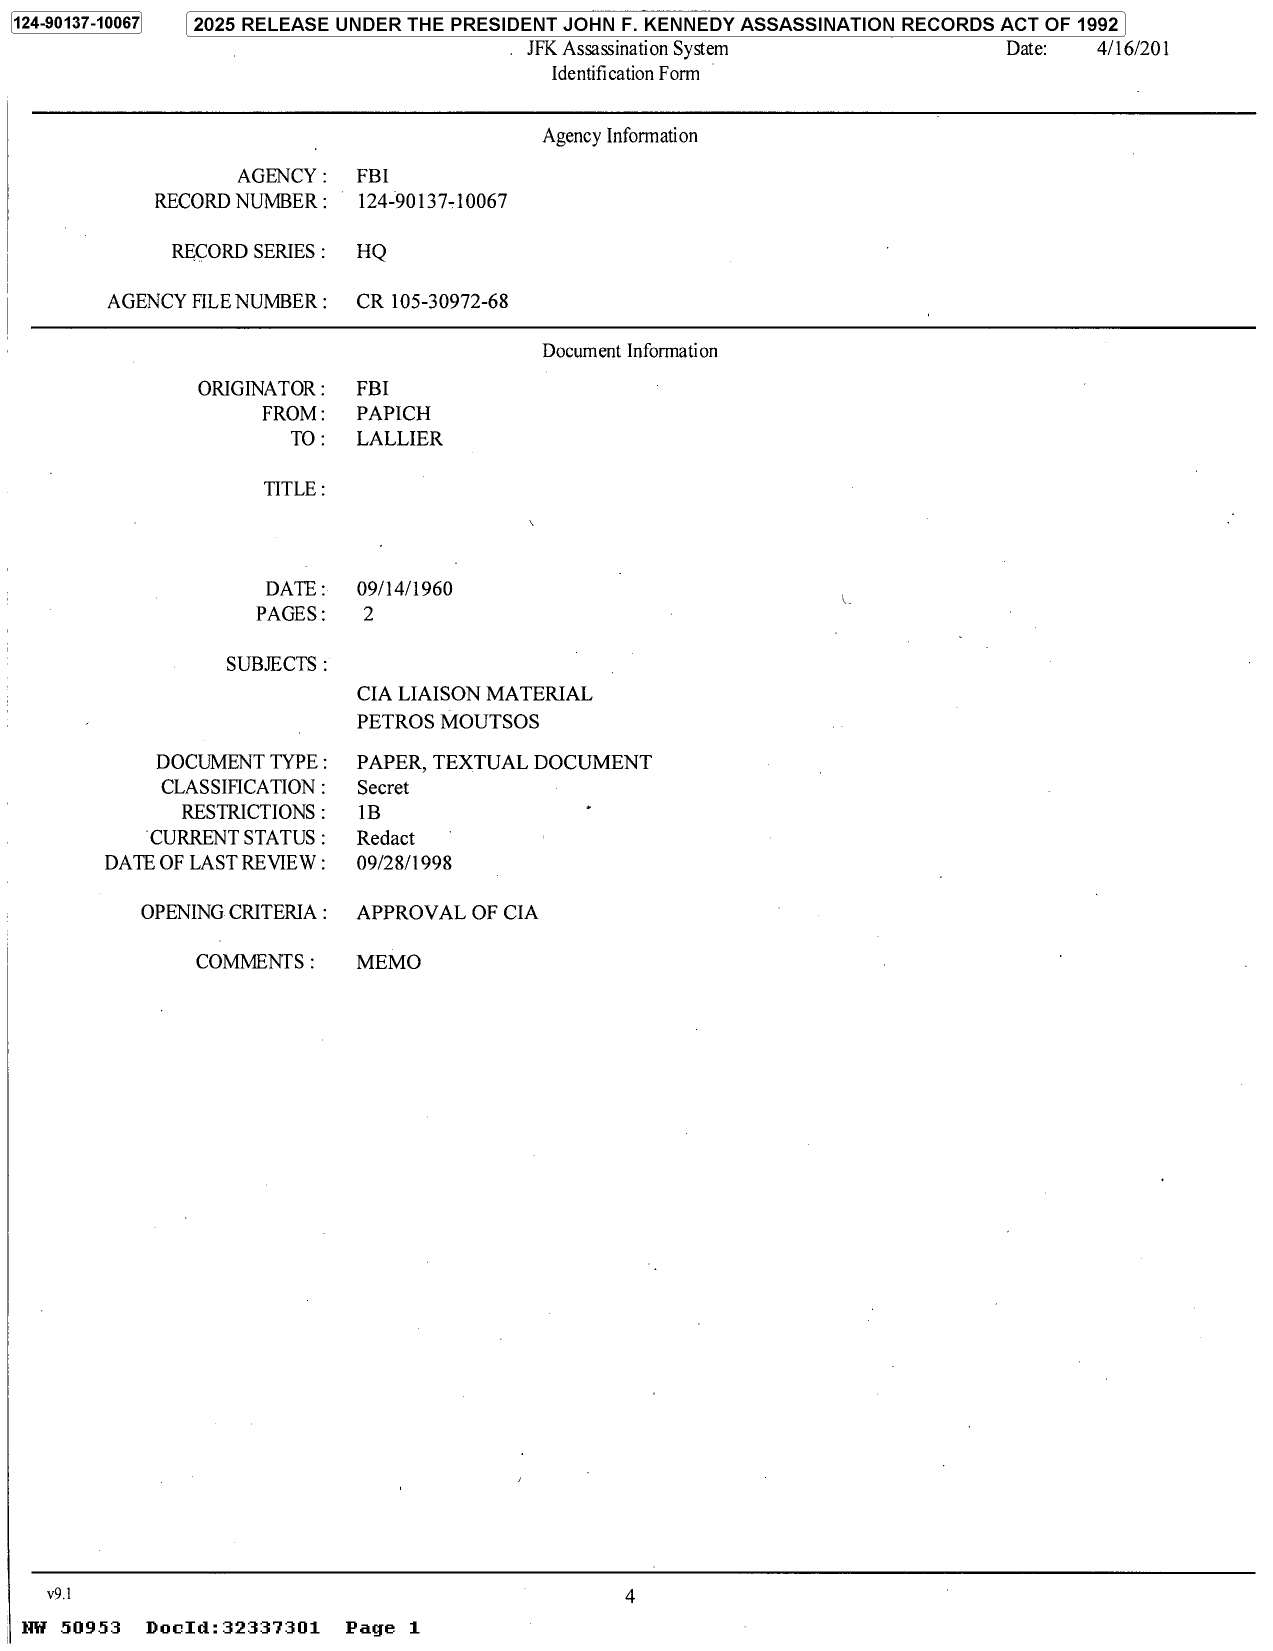 124-90137-10067 2025 RELEASE UNDER THE PRESIDENT JOHN F. KENNEDY ASSASSINATION RECORDS ACT OF 1992
JFK Assassination System Date: 4/16/201
Identification Form
Agency Information
AGENCY : FBI
RECORD NUMBER : 124-90137-10067
RECORD SERIES : HQ
AGENCY FILE NUMBER : CR 105-30972-68
Document Information
ORIGINATOR : FBI
FROM : PAPICH
TO : LALLIER
TITLE :
DATE : 09/14/1960
PAGES : 2
SUBJECTS :
CIA LIAISON MATERIAL
PETROS MOUTSOS
DOCUMENT TYPE : PAPER, TEXTUAL DOCUMENT
CLASSIFICATION : Secret
RESTRICTIONS : 1B
CURRENT STATUS : Redact
DATE OF LAST REVIEW : 09/28/1998
OPENING CRITERIA : APPROVAL OF CIA
COMMENTS : MEMO
v9.1 4
NW 50953 DocId:32337301 Page 1